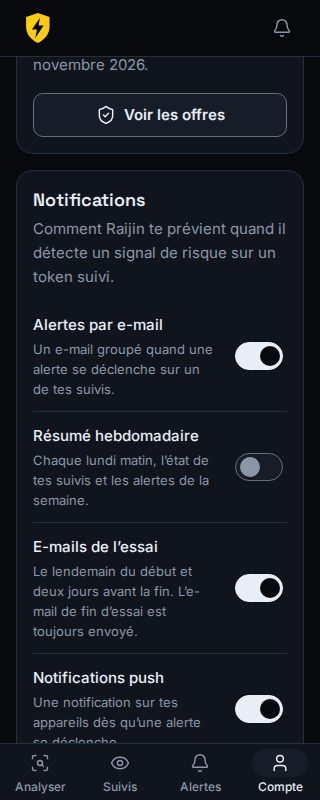 novembre 2026.
Voir les offres
Notifications
Comment Raijin te prévient quand il
détecte un signal de risque sur un
token suivi.
Alertes par e-mail
Un e-mail groupé quand une
alerte se déclenche sur un
de tes suivis.
Résumé hebdomadaire
Chaque lundi matin, l'état de
tes suivis et les alertes de la
semaine.
E-mails de l'essai
Le lendemain du début et
deux jours avant la fin. L'e-
mail de fin d'essai est
toujours envoyé.
Notifications push
Une notification sur tes
appareils dès qu'une alerte
se déclenche
Analyser
Suivis
Alertes
Compte